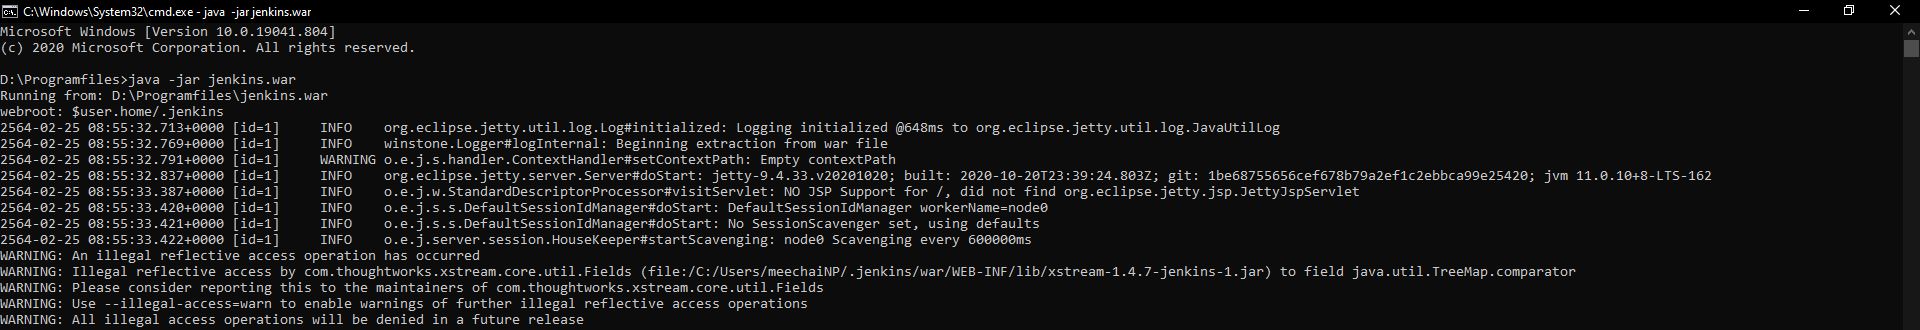 C:\Windows\System32\cmd.exe - java -jar jenkins.war
Microsoft Windows [Version 10.0.19041.804]
(c) 2020 Microsoft Corporation. All rights reserved.
D:\Programfiles>java -jar jenkins.war
Running from: D:\Programfiles\jenkins.war
webroot: $user.home/.jenkins
2564-02-25 08:55:32.713+0000 [id=1]     INFO    org.eclipse.jetty.util.log.Log#initialized: Logging initialized @648ms to org.eclipse.jetty.util.log.JavaUtilLog
2564-02-25 08:55:32.769+0000 [id=1]     INFO    winstone.Logger#logInternal: Beginning extraction from war file
2564-02-25 08:55:32.791+0000 [id=1]     WARNING o.e.j.s.handler.ContextHandler#setContextPath: Empty contextPath
2564-02-25 08:55:32.837+0000 [id=1]     INFO    org.eclipse.jetty.server.Server#doStart: jetty-9.4.33.v20201020; built: 2020-10-20T23:39:24.803Z; git: 1be68755656cef678b79a2ef1c2ebbca99e25420; jvm 11.0.10+8-LTS-162
2564-02-25 08:55:33.387+0000 [id=1]     INFO    o.e.j.w.StandardDescriptorProcessor#visitServlet: NO JSP Support for /, did not find org.eclipse.jetty.jsp.JettyJspServlet
2564-02-25 08:55:33.420+0000 [id=1]     INFO    o.e.j.s.s.DefaultSessionIdManager#doStart: DefaultSessionIdManager workerName=node0
2564-02-25 08:55:33.421+0000 [id=1]     INFO    o.e.j.s.s.DefaultSessionIdManager#doStart: No SessionScavenger set, using defaults
2564-02-25 08:55:33.422+0000 [id=1]     INFO    o.e.j.server.session.HouseKeeper#startScavenging: node0 Scavenging every 600000ms
WARNING: An illegal reflective access operation has occurred
WARNING: Illegal reflective access by com.thoughtworks.xstream.core.util.Fields (file:/C:/Users/meechaiNP/.jenkins/war/WEB-INF/lib/xstream-1.4.7-jenkins-1.jar) to field java.util.TreeMap.comparator
WARNING: Please consider reporting this to the maintainers of com.thoughtworks.xstream.core.util.Fields
WARNING: Use --illegal-access=warn to enable warnings of further illegal reflective access operations
WARNING: All illegal access operations will be denied in a future release